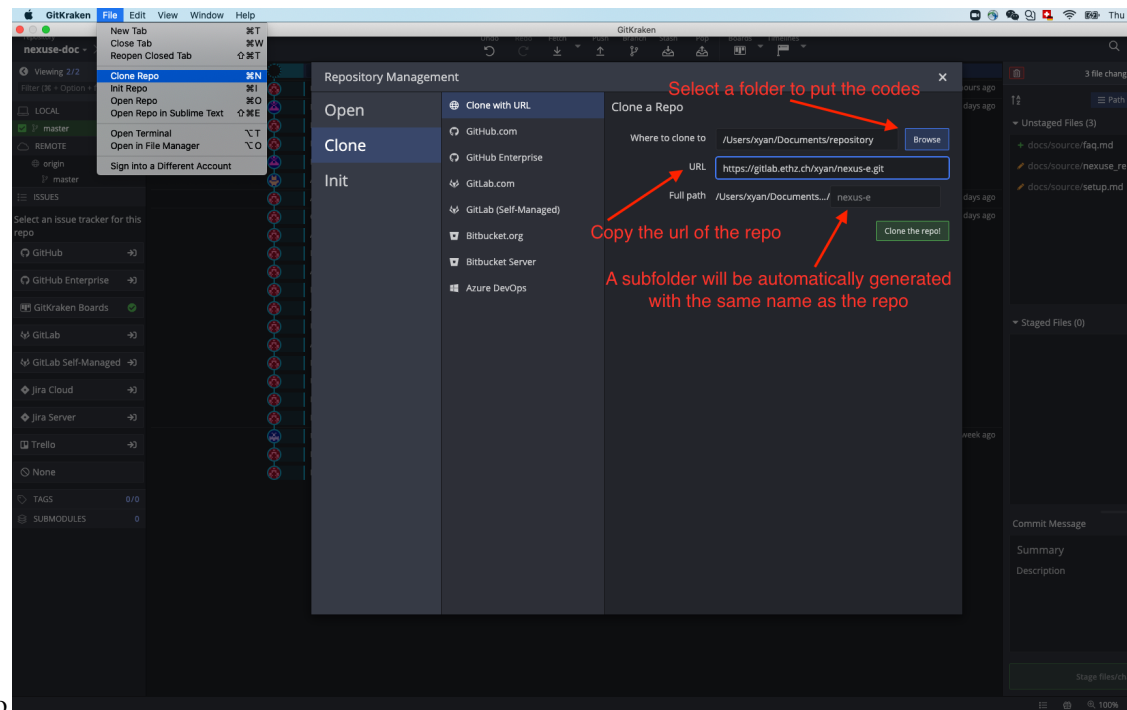 GitKraken File Edit View Window Help
Thu
GitKraken
New Tab ⌘T
Close Tab ⌘W
Reopen Closed Tab ⇧⌘T
Clone Repo ⌘N
Init Repo ⌘I
Open Repo ⌘O
Open Repo in Sublime Text ⇧⌘E
Open Terminal ⌥T
Open in File Manager ⌥O
Sign into a Different Account
nexuse-doc
Viewing 2/2
LOCAL
master
REMOTE
origin
master
ISSUES
Select an issue tracker for this
repo
GitHub
GitHub Enterprise
GitKraken Boards
GitLab
GitLab Self-Managed
Jira Cloud
Jira Server
Trello
None
TAGS 0/0
SUBMODULES 0
Repository Management
Open
Clone
Init
Clone with URL
GitHub.com
GitHub Enterprise
GitLab.com
GitLab (Self-Managed)
Bitbucket.org
Bitbucket Server
Azure DevOps
Select a folder to put the codes
Clone a Repo
Where to clone to /Users/xyan/Documents/repository Browse
URL https://gitlab.ethz.ch/xyan/nexus-e.git
Full path /Users/xyan/Documents.../ nexus-e
Copy the url of the repo
Clone the repo!
A subfolder will be automatically generated
with the same name as the repo
ours ago
days ago
days ago
days ago
week ago
3 file chang
Path
Unstaged Files (3)
docs/source/faq.md
docs/source/nexuse_re
docs/source/setup.md
Staged Files (0)
Commit Message
Summary
Description
Stage files/ch
100%